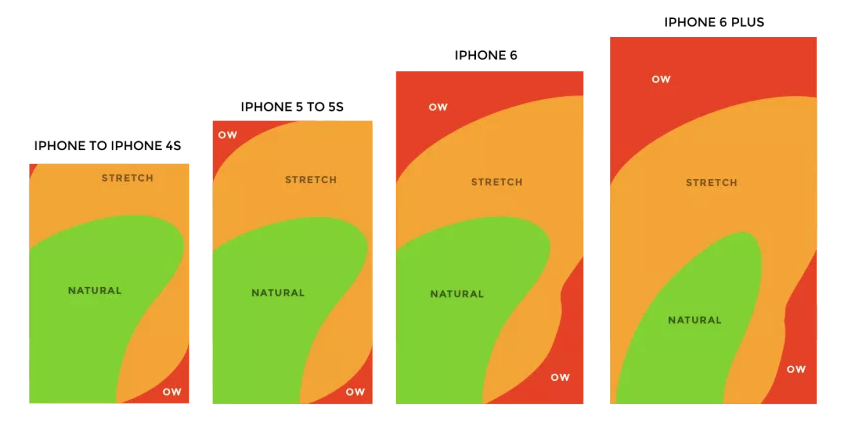 IPHONE TO IPHONE 4S
STRETCH
NATURAL
OW
IPHONE 5 TO 5S
OW
STRETCH
NATURAL
OW
IPHONE 6
OW
STRETCH
NATURAL
OW
IPHONE 6 PLUS
OW
STRETCH
NATURAL
OW